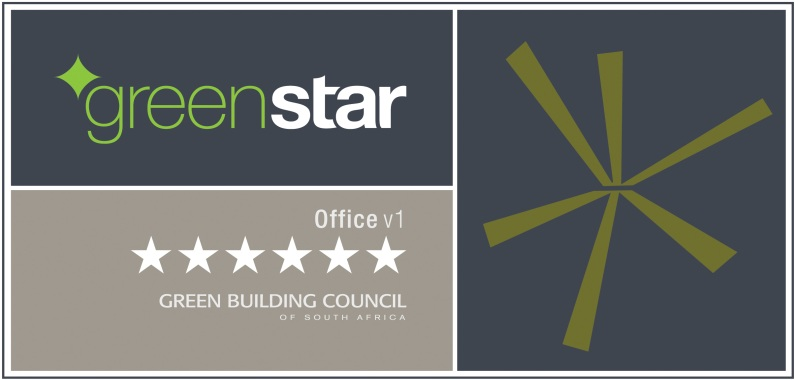 greenstar
Office v1
GREEN BUILDING COUNCIL
OF SOUTH AFRICA